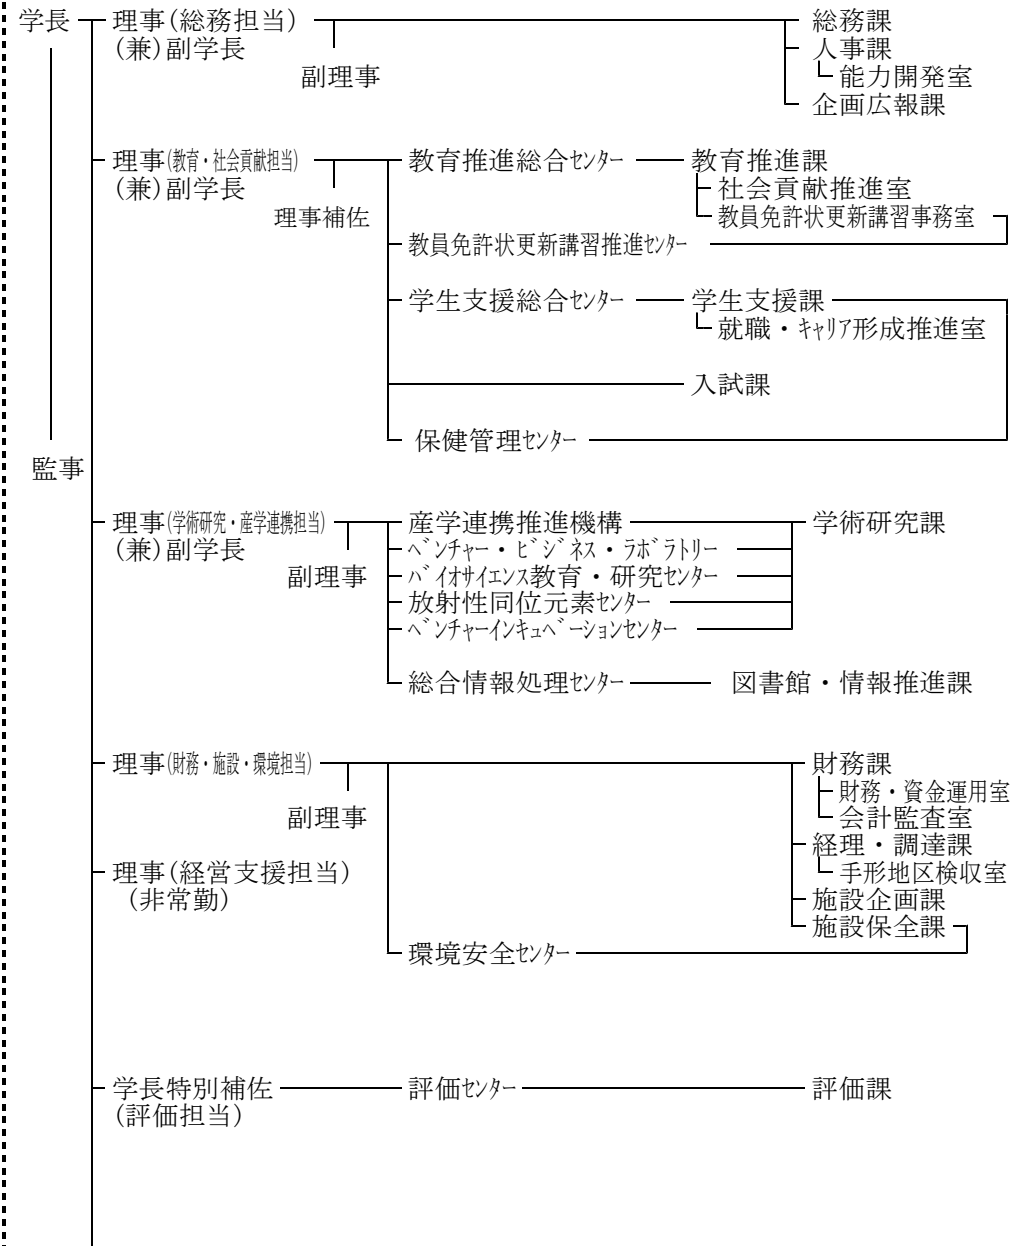 学長 理事(総務担当) 総務課
(兼)副学長 人事課
副理事 能力開発室
企画広報課
理事(教育・社会貢献担当) 教育推進総合センター 教育推進課
(兼)副学長 社会貢献推進室
理事補佐 教員免許状更新講習事務室
教員免許状更新講習推進センター
学生支援総合センター 学生支援課
就職・キャリア形成推進室
入試課
保健管理センター
監事
理事(学術研究・産学連携担当) 産学連携推進機構 学術研究課
(兼)副学長 ベンチャー・ビジネス・ラボラトリー
副理事 バイオサイエンス教育・研究センター
放射性同位元素センター
ベンチャーインキュベーションセンター
総合情報処理センター 図書館・情報推進課
理事(財務・施設・環境担当) 財務課
財務・資金運用室
副理事 会計監査室
経理・調達課
理事(経営支援担当) 手形地区検収室
(非常勤) 施設企画課
施設保全課
環境安全センター
学長特別補佐 評価センター 評価課
(評価担当)